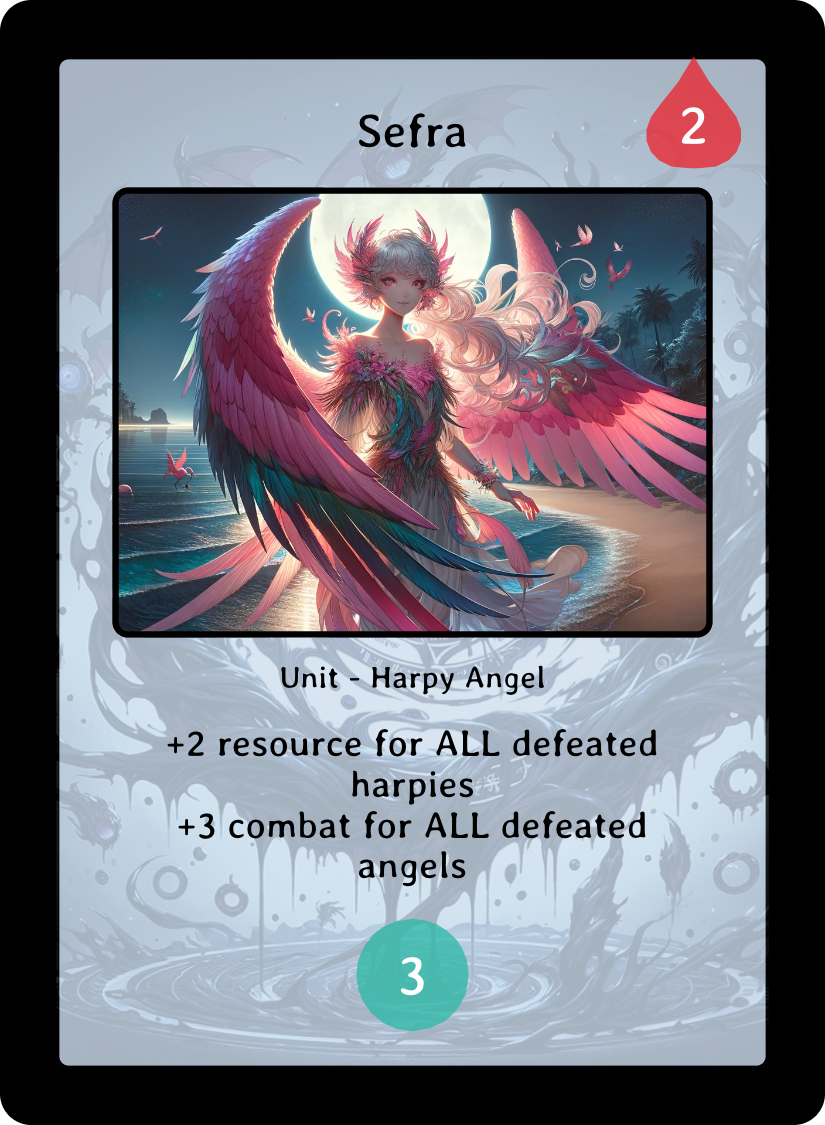 Sefra
2
Unit - Harpy Angel
+2 resource for ALL defeated
harpies
+3 combat for ALL defeated
angels
3